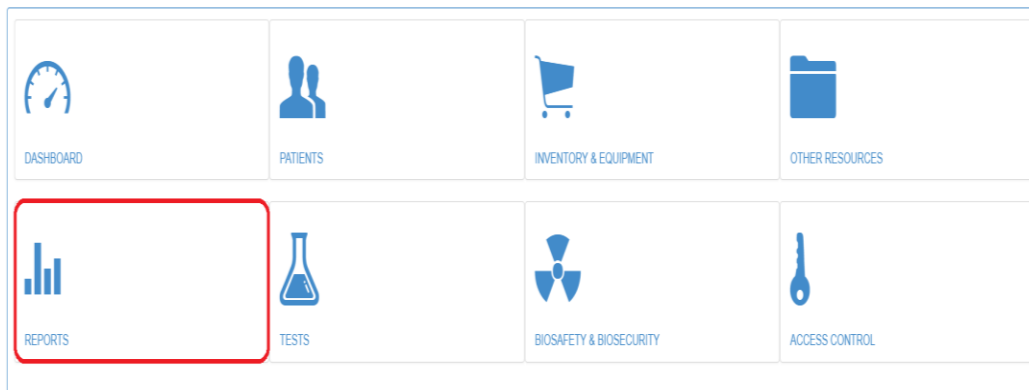 DASHBOARD
PATIENTS
INVENTORY & EQUIPMENT
OTHER RESOURCES
REPORTS
TESTS
BIOSAFETY & BIOSECURITY
ACCESS CONTROL